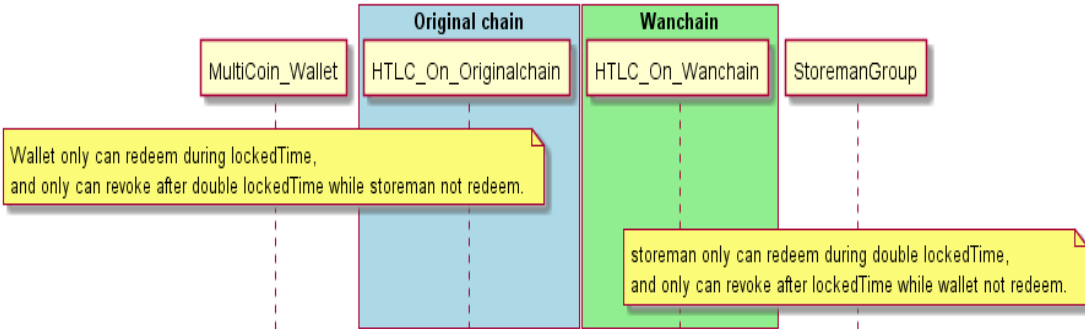 Original chain
Wanchain
MultiCoin_Wallet
HTLC_On_Originalchain
HTLC_On_Wanchain
StoremanGroup
Wallet only can redeem during lockedTime,
and only can revoke after double lockedTime while storeman not redeem.
storeman only can redeem during double lockedTime,
and only can revoke after lockedTime while wallet not redeem.